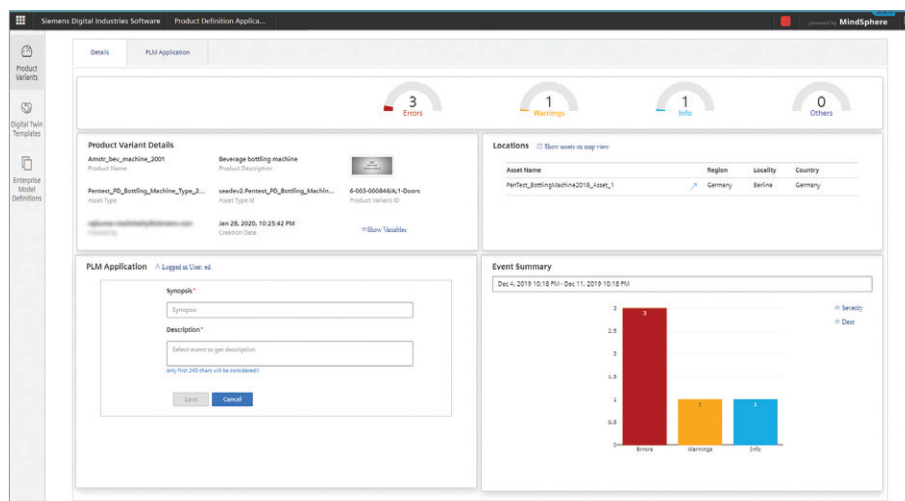 Siemens Digital Industries Software Product Definition Applica... powered by MindSphere
Product Variants
Digital Twin Templates
Enterprise Model Definitions
Details PLM Application
3 Errors
1 Warnings
1 Info
0 Others
Product Variant Details
Amstr_bev_machine_2001
Product Name
Beverage bottling machine
Product Description
Pentest_PD_Bottling_Machine_Type_2...
Asset Type
seadev2.Pentest_PD_Bottling_Machin...
Asset Type Id
6-003-000846/A;1-Doors
Product Variant ID
Jan 28, 2020, 10:25:42 PM
Creation Date
Show Variables
Locations Show assets on map view
Asset Name Region Locality Country
PenTest_BottlingMachine2018_Asset_1 Germany Berline Germany
PLM Application Logged in User: ed
Synopsis*
Synopsis
Description*
Select event to get description
only first 240 chars will be considered!!
Save Cancel
Event Summary
Dec 4, 2019 10:18 PM - Dec 11, 2019 10:18 PM
Severity
Door
3
2.5
2
1.5
1
0.5
0
3
1
1
Errors Warnings Info